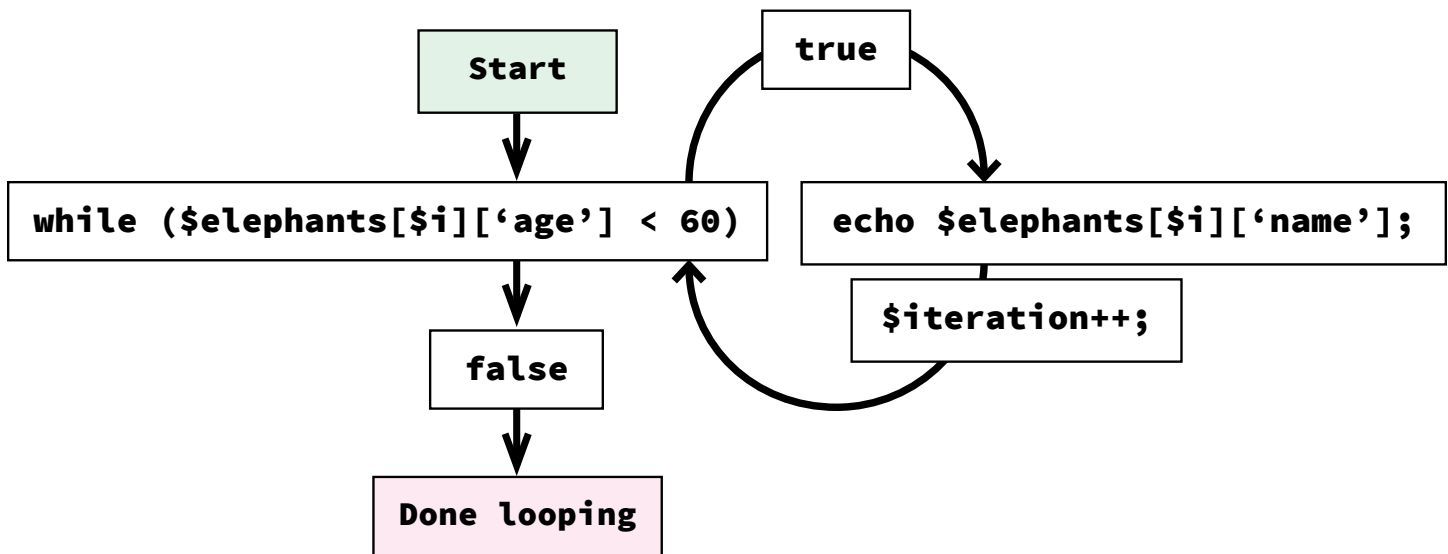 Start
true
while ($elephants[$i][‘age’] < 60)
echo $elephants[$i][‘name’];
$iteration++;
false
Done looping